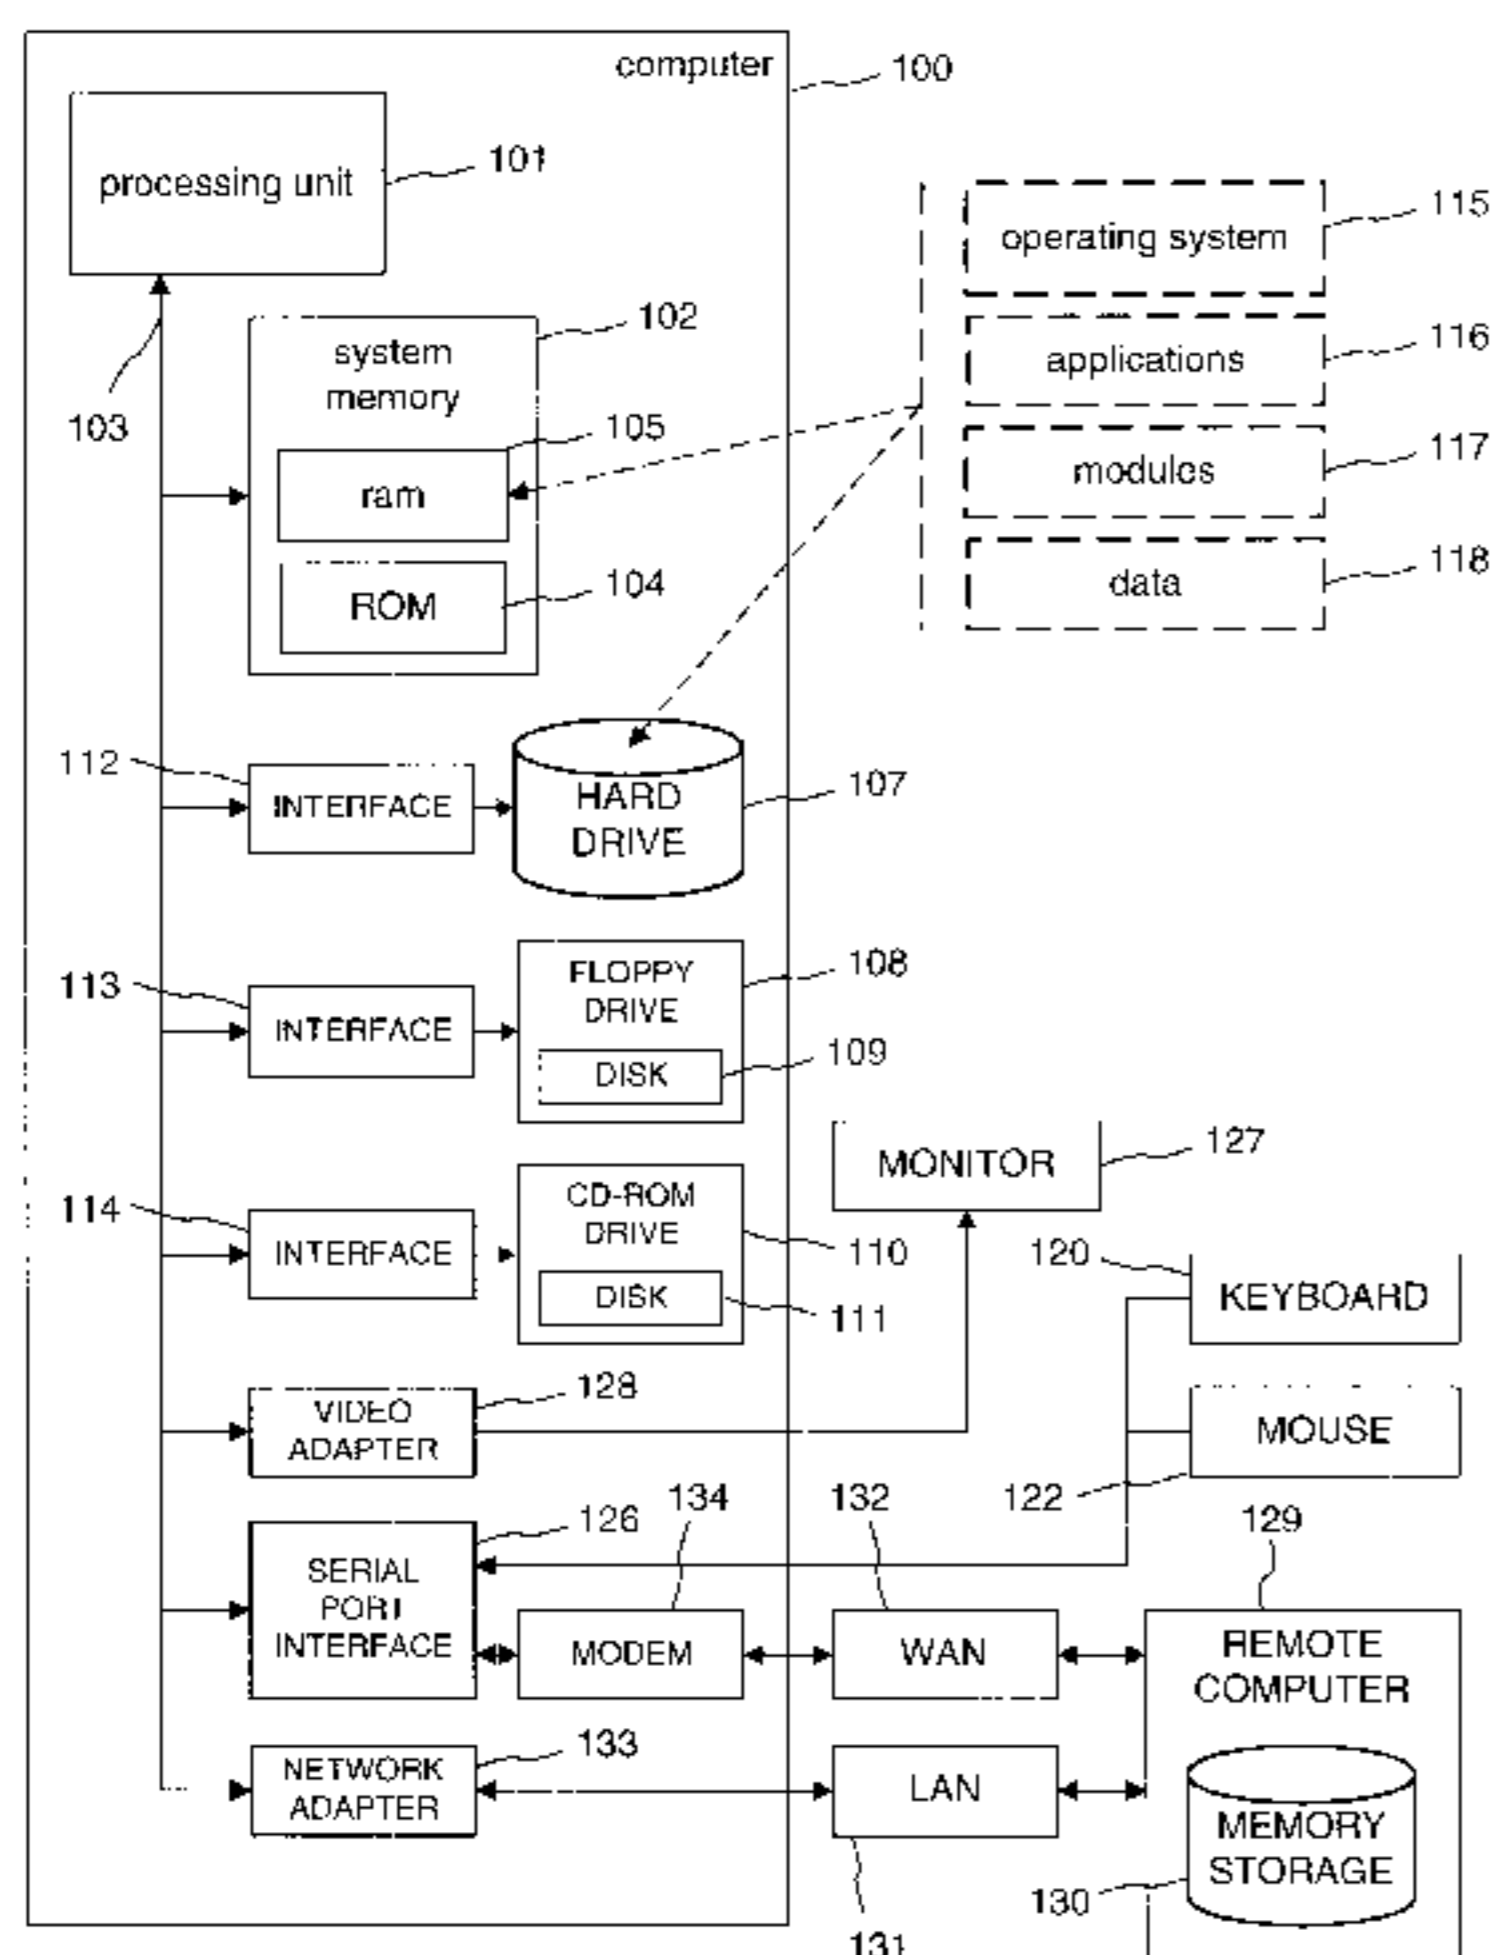 computer
100
processing unit
101
115
operating system
102
system
memory
116
applications
103
105
ram
117
modules
104
ROM
118
data
112
INTERFACE
HARD
DRIVE
107
113
INTERFACE
FLOPPY
DRIVE
108
DISK
109
MONITOR
127
114
INTERFACE
CD-ROM
DRIVE
110
DISK
111
120
KEYBOARD
128
VIDEO
ADAPTER
MOUSE
122
134
132
129
126
SERIAL
PORT
INTERFACE
MODEM
WAN
REMOTE
COMPUTER
133
NETWORK
ADAPTER
LAN
MEMORY
STORAGE
130
131